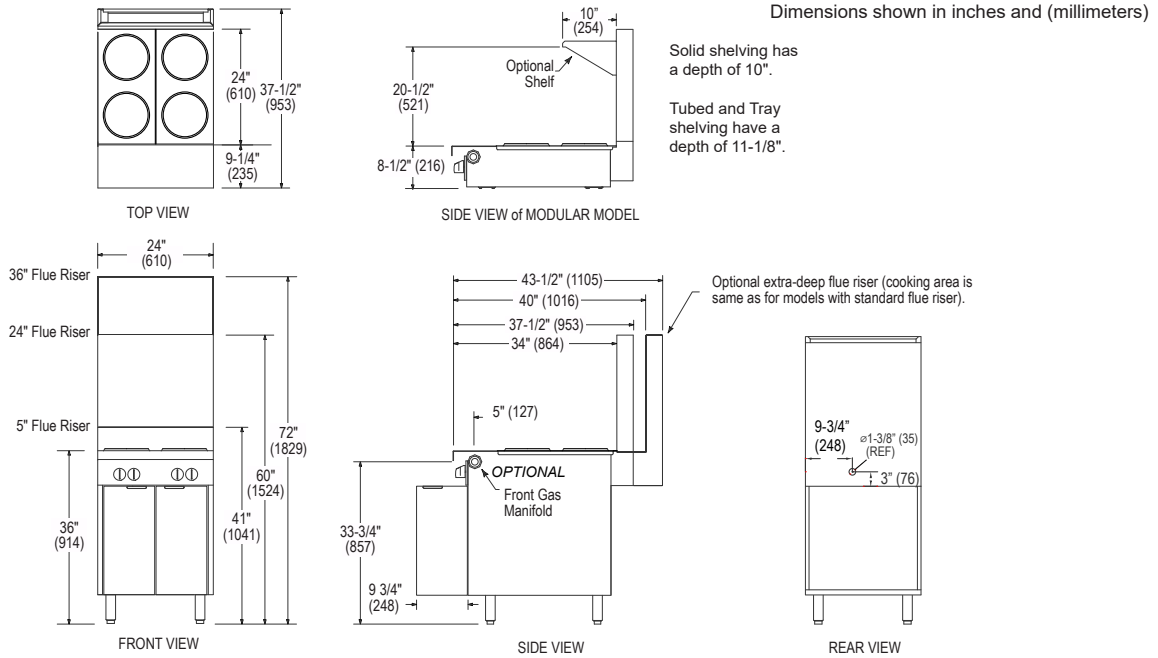 Dimensions shown in inches and (millimeters)
10"
(254)
Optional
Shelf
20-1/2"
(521)
8-1/2" (216)
SIDE VIEW of MODULAR MODEL
Solid shelving has
a depth of 10".
Tubed and Tray
shelving have a
depth of 11-1/8".
24"
(610)
37-1/2"
(953)
9-1/4"
(235)
TOP VIEW
24"
(610)
36" Flue Riser
24" Flue Riser
5" Flue Riser
72"
(1829)
60"
(1524)
41"
(1041)
36"
(914)
FRONT VIEW
43-1/2" (1105)
40" (1016)
37-1/2" (953)
34" (864)
5" (127)
OPTIONAL
Front Gas
Manifold
33-3/4"
(857)
9 3/4"
(248)
SIDE VIEW
Optional extra-deep flue riser (cooking area is
same as for models with standard flue riser).
9-3/4"
(248)
⌀1-3/8" (35)
(REF)
3" (76)
REAR VIEW